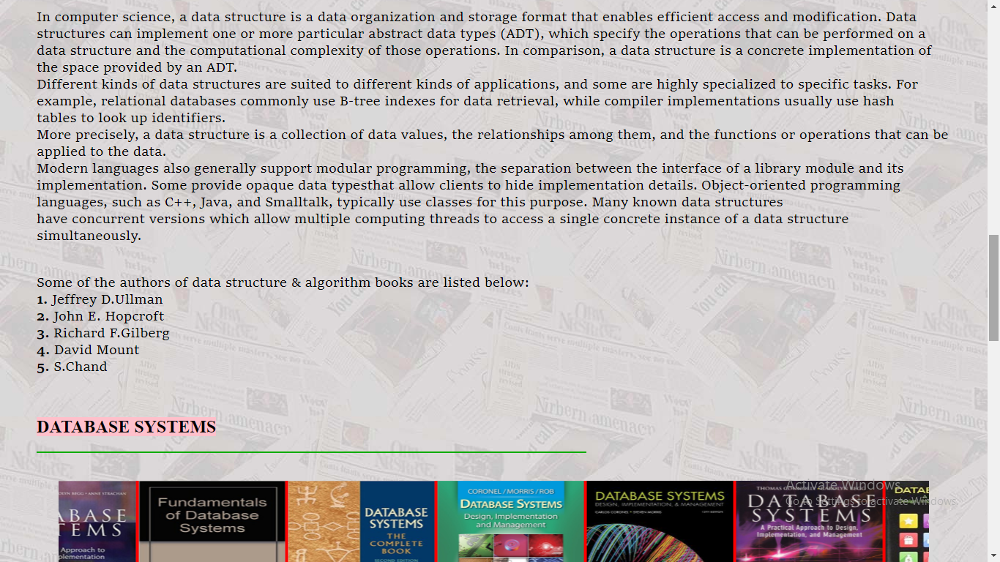 In computer science, a data structure is a data organization and storage format that enables efficient access and modification. Data
structures can implement one or more particular abstract data types (ADT), which specify the operations that can be performed on a
data structure and the computational complexity of those operations. In comparison, a data structure is a concrete implementation of
the space provided by an ADT.
Different kinds of data structures are suited to different kinds of applications, and some are highly specialized to specific tasks. For
example, relational databases commonly use B-tree indexes for data retrieval, while compiler implementations usually use hash
tables to look up identifiers.
More precisely, a data structure is a collection of data values, the relationships among them, and the functions or operations that can be
applied to the data.
Modern languages also generally support modular programming, the separation between the interface of a library module and its
implementation. Some provide opaque data typesthat allow clients to hide implementation details. Object-oriented programming
languages, such as C++, Java, and Smalltalk, typically use classes for this purpose. Many known data structures
have concurrent versions which allow multiple computing threads to access a single concrete instance of a data structure
simultaneously.
Some of the authors of data structure & algorithm books are listed below:
1. Jeffrey D.Ullman
2. John E. Hopcroft
3. Richard F.Gilberg
4. David Mount
5. S.Chand
DATABASE SYSTEMS
BEGG • ANNE STRACHAN
ABASE
TEMS
Approach to
Fundamentals
of Database
Systems
DATABASE
SYSTEMS
THE
COMPLETE
BOOK
SECOND EDITION
CORONEL / MORRIS / ROB
DATABASE SYSTEMS
Design, Implementation
and Management
DATABASE SYSTEMS
DESIGN, IMPLEMENTATION, & MANAGEMENT
CARLOS CORONEL • STEVEN MORRIS
THOMAS
DATABASE
SYSTEMS
A Practical Approach to Design,
Implementation, and Management
DATAB
Activate Windows
Go to Settings to activate Windows.